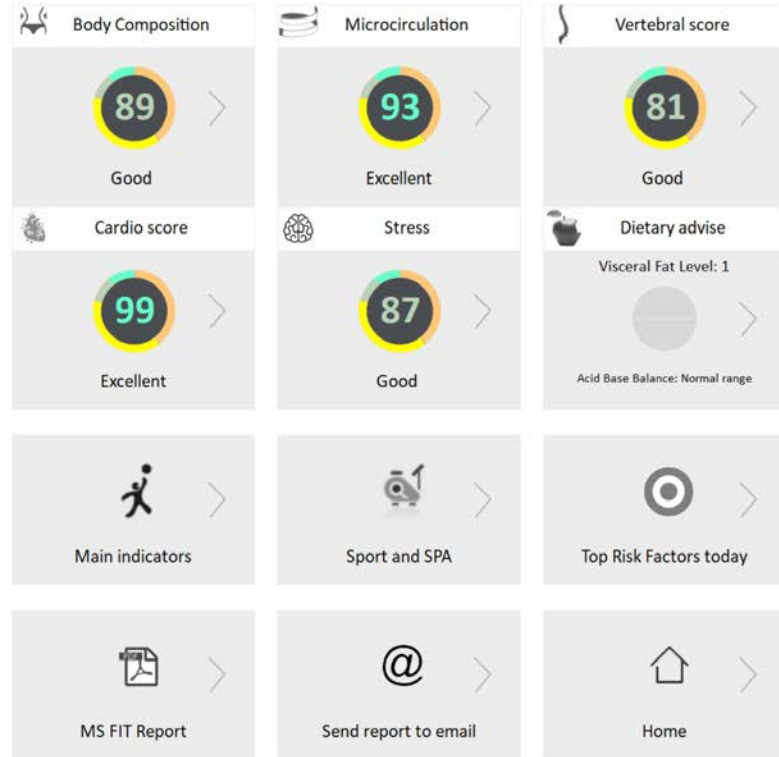 Body Composition
Microcirculation
Vertebral score
89
93
81
Good
Excellent
Good
Cardio score
Stress
Dietary advise
Visceral Fat Level: 1
99
87
Excellent
Good
Acid Base Balance: Normal range
Main indicators
Sport and SPA
Top Risk Factors today
PDF
MS FIT Report
@
Send report to email
Home